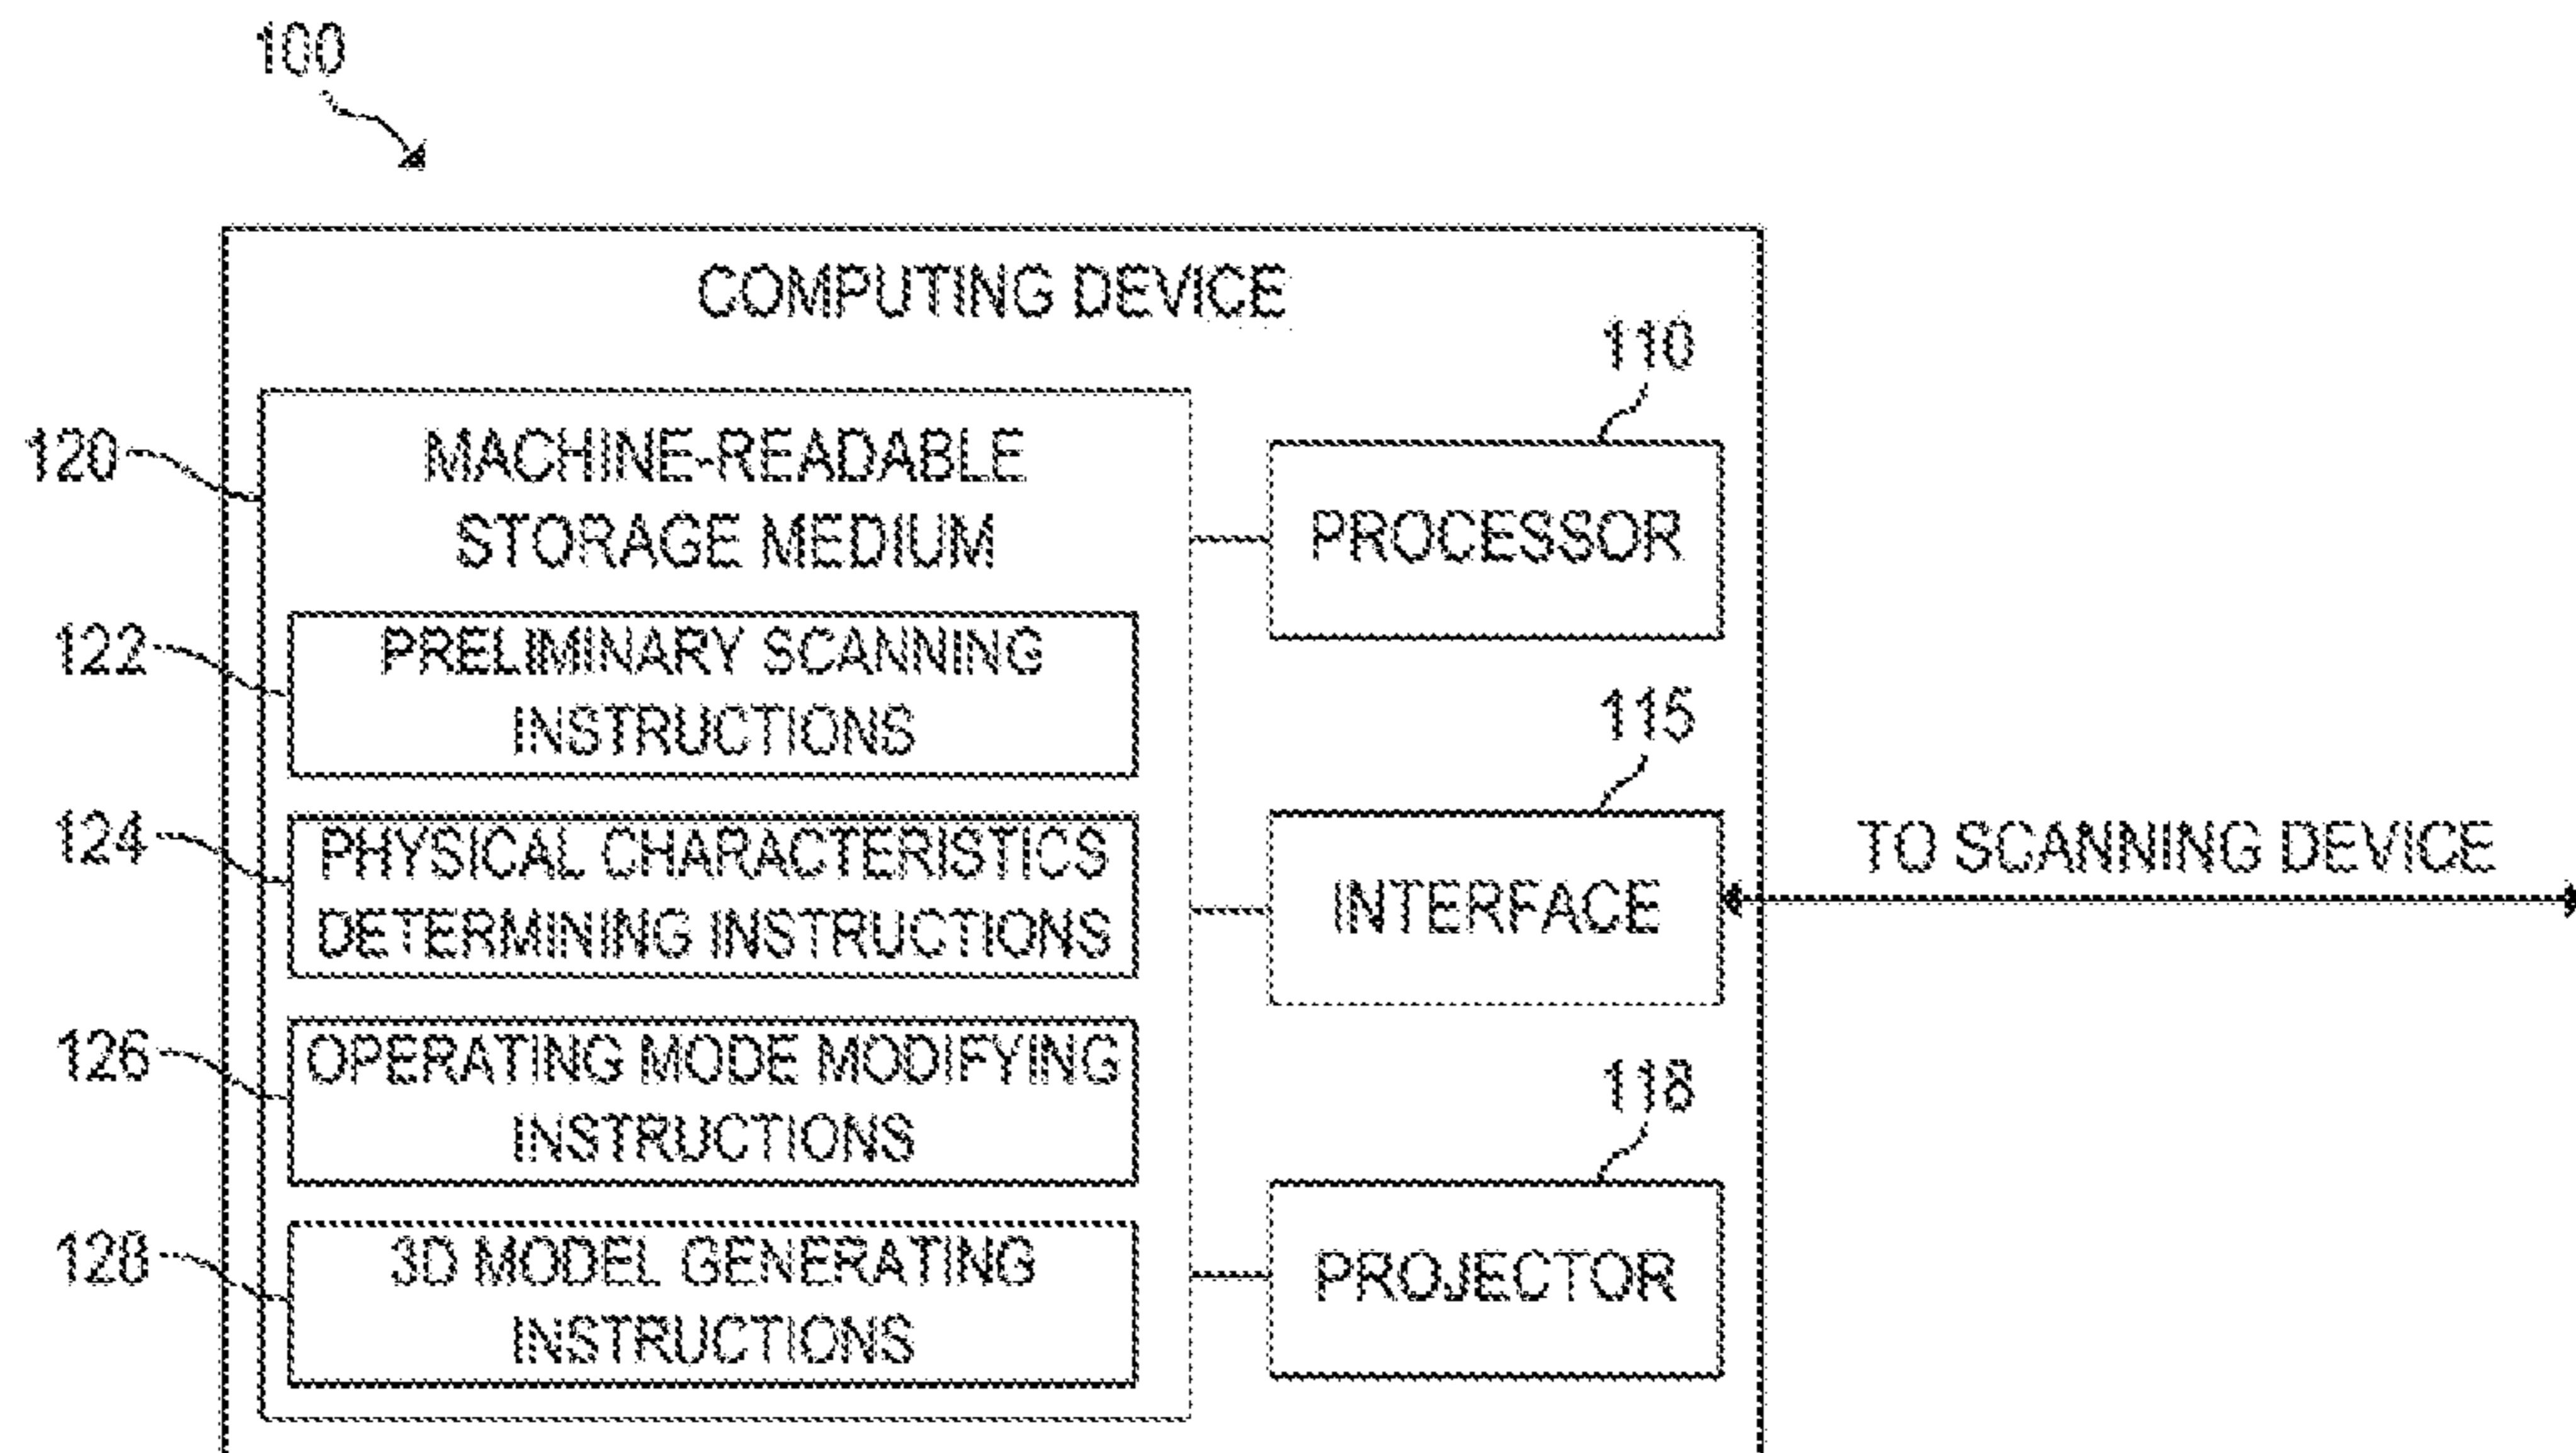 100
COMPUTING DEVICE
110
120
MACHINE-READABLE
STORAGE MEDIUM
PROCESSOR
122
PRELIMINARY SCANNING
INSTRUCTIONS
115
124
PHYSICAL CHARACTERISTICS
DETERMINING INSTRUCTIONS
INTERFACE
TO SCANNING DEVICE
126
OPERATING MODE MODIFYING
INSTRUCTIONS
118
128
3D MODEL GENERATING
INSTRUCTIONS
PROJECTOR